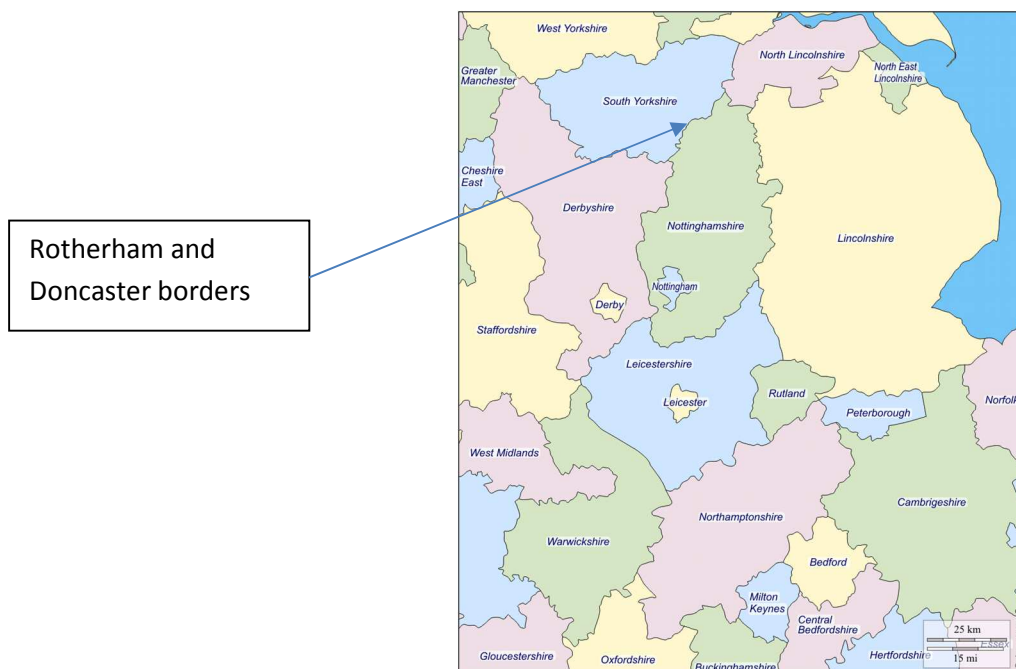 West Yorkshire
North Lincolnshire
Greater
Manchester
North East
Lincolnshire
South Yorkshire
Cheshire
East
Derbyshire
Nottinghamshire
Lincolnshire
Rotherham and
Doncaster borders
Nottingham
Derby
Staffordshire
Leicestershire
Rutland
Leicester
Peterborough
Norfolk
West Midlands
Cambrigeshire
Northamptonshire
Warwickshire
Bedford
Milton
Keynes
Central
Bedfordshire
25 km
Essex
15 mi
Gloucestershire
Oxfordshire
Buckinghamshire
Hertfordshire